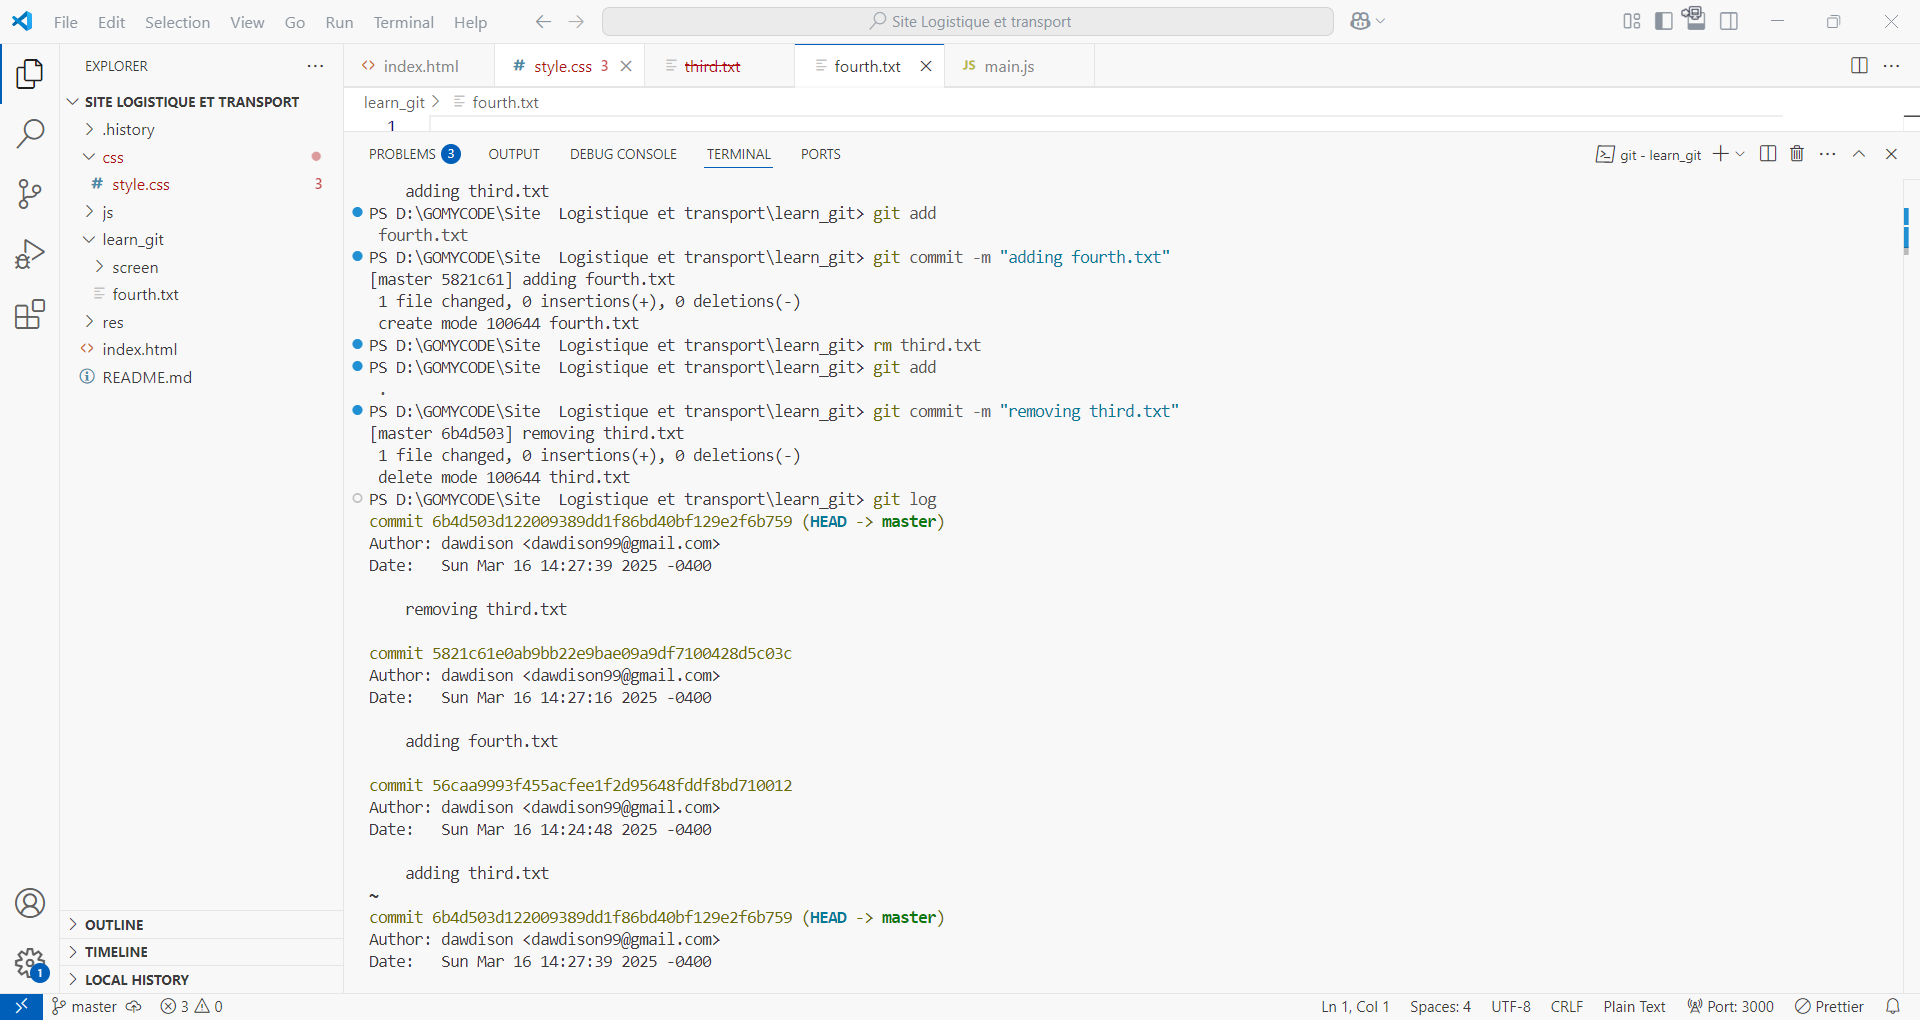 File Edit Selection View Go Run Terminal Help
Site Logistique et transport
EXPLORER
SITE LOGISTIQUE ET TRANSPORT
.history
css
# style.css 3
js
learn_git
screen
fourth.txt
res
<> index.html
README.md
OUTLINE
TIMELINE
LOCAL HISTORY
1
<> index.html
# style.css 3
third.txt
fourth.txt
JS main.js
learn_git > fourth.txt
1
PROBLEMS 3 OUTPUT DEBUG CONSOLE TERMINAL PORTS
git - learn_git
adding third.txt
PS D:\GOMYCODE\Site  Logistique et transport\learn_git> git add
fourth.txt
PS D:\GOMYCODE\Site  Logistique et transport\learn_git> git commit -m "adding fourth.txt"
[master 5821c61] adding fourth.txt
1 file changed, 0 insertions(+), 0 deletions(-)
create mode 100644 fourth.txt
PS D:\GOMYCODE\Site  Logistique et transport\learn_git> rm third.txt
PS D:\GOMYCODE\Site  Logistique et transport\learn_git> git add
.
PS D:\GOMYCODE\Site  Logistique et transport\learn_git> git commit -m "removing third.txt"
[master 6b4d503] removing third.txt
1 file changed, 0 insertions(+), 0 deletions(-)
delete mode 100644 third.txt
PS D:\GOMYCODE\Site  Logistique et transport\learn_git> git log
commit 6b4d503d122009389dd1f86bd40bf129e2f6b759 (HEAD -> master)
Author: dawdison <dawdison99@gmail.com>
Date:   Sun Mar 16 14:27:39 2025 -0400
removing third.txt
commit 5821c61e0ab9bb22e9bae09a9df7100428d5c03c
Author: dawdison <dawdison99@gmail.com>
Date:   Sun Mar 16 14:27:16 2025 -0400
adding fourth.txt
commit 56caa9993f455acfee1f2d95648fddf8bd710012
Author: dawdison <dawdison99@gmail.com>
Date:   Sun Mar 16 14:24:48 2025 -0400
adding third.txt
~
commit 6b4d503d122009389dd1f86bd40bf129e2f6b759 (HEAD -> master)
Author: dawdison <dawdison99@gmail.com>
Date:   Sun Mar 16 14:27:39 2025 -0400
master 3 0 Ln 1, Col 1 Spaces: 4 UTF-8 CRLF Plain Text Port: 3000 Prettier